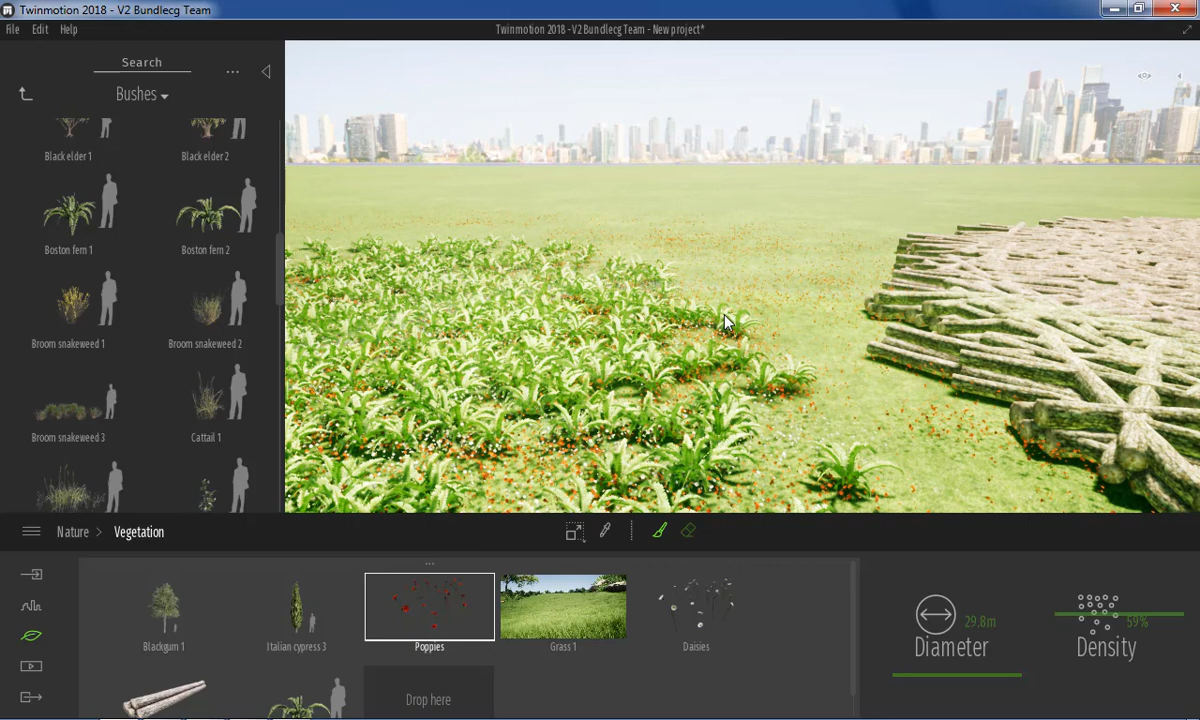 Twinmotion 2018 - V2 Bundlecg Team
File Edit Help
Twinmotion 2018 - V2 Bundlecg Team - New project*
Search
...
Bushes
Black elder 1
Black elder 2
Boston fern 1
Boston fern 2
Broom snakeweed 1
Broom snakeweed 2
Broom snakeweed 3
Cattail 1
Nature > Vegetation
...
Blackgum 1
Italian cypress 3
Poppies
Grass 1
Daisies
Drop here
29.8m
Diameter
59%
Density